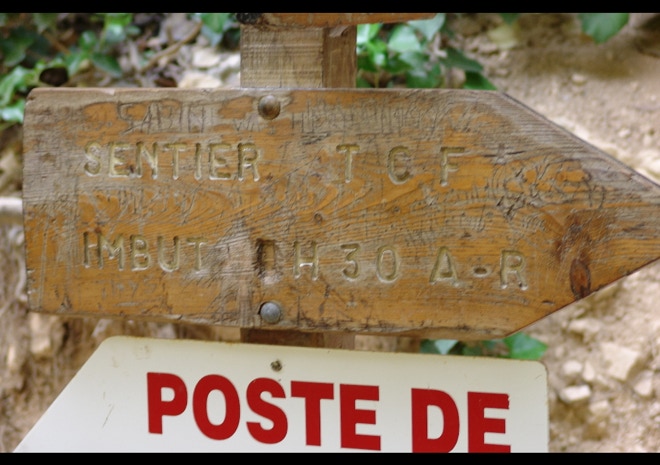 SENTIER T C F
IMBUT 1H30 A-R
POSTE DE